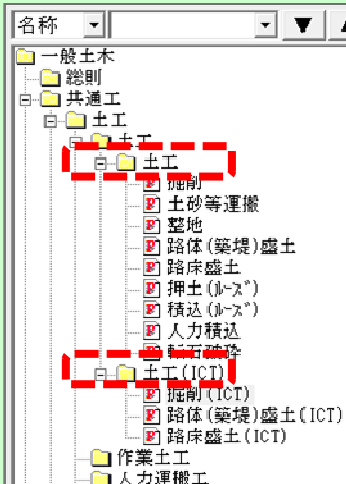 名称
一般土木
総則
共通工
土工
土工
土工
掘削
土砂等運搬
整地
路体(築堤)盛土
路床盛土
押土(ﾙｰｽﾞ)
積込(ﾙｰｽﾞ)
人力積込
転石破砕
土工(ICT)
掘削(ICT)
路体(築堤)盛土(ICT)
路床盛土(ICT)
作業土工
人力運搬工